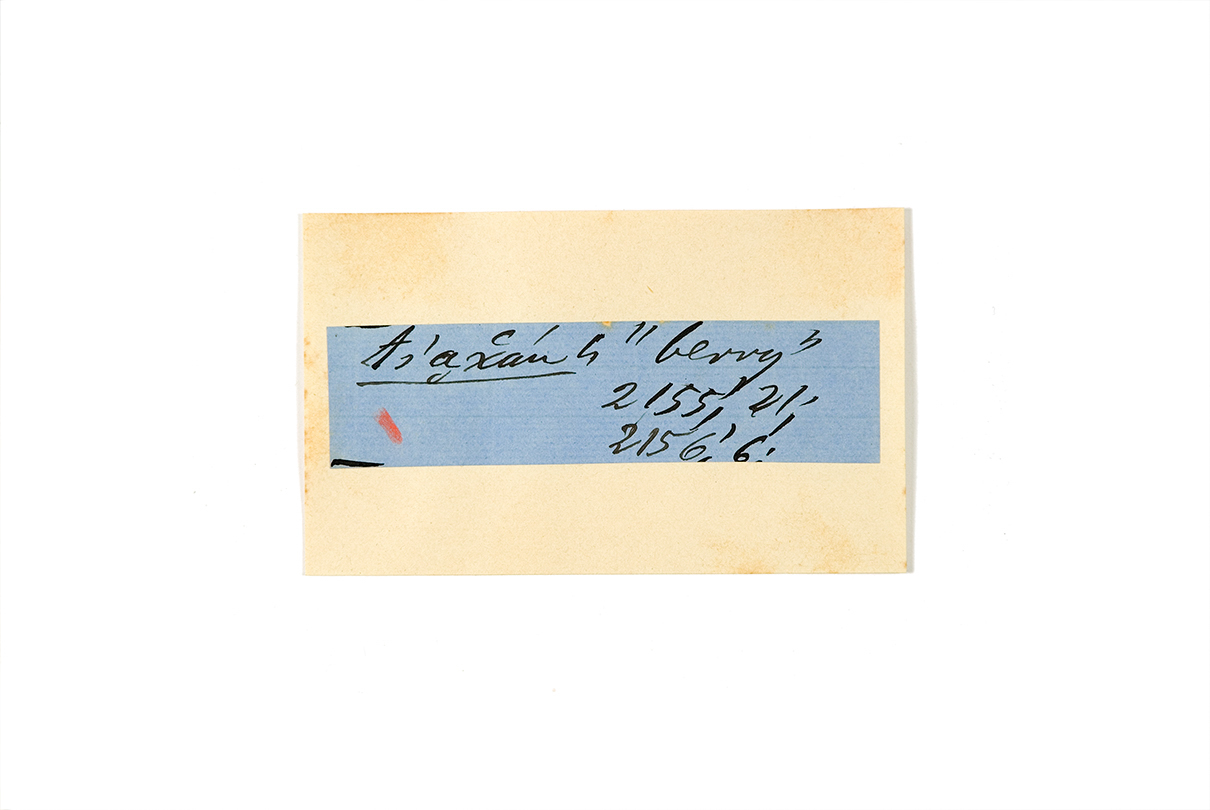 "berry"
2155, 21,
2156, 6.